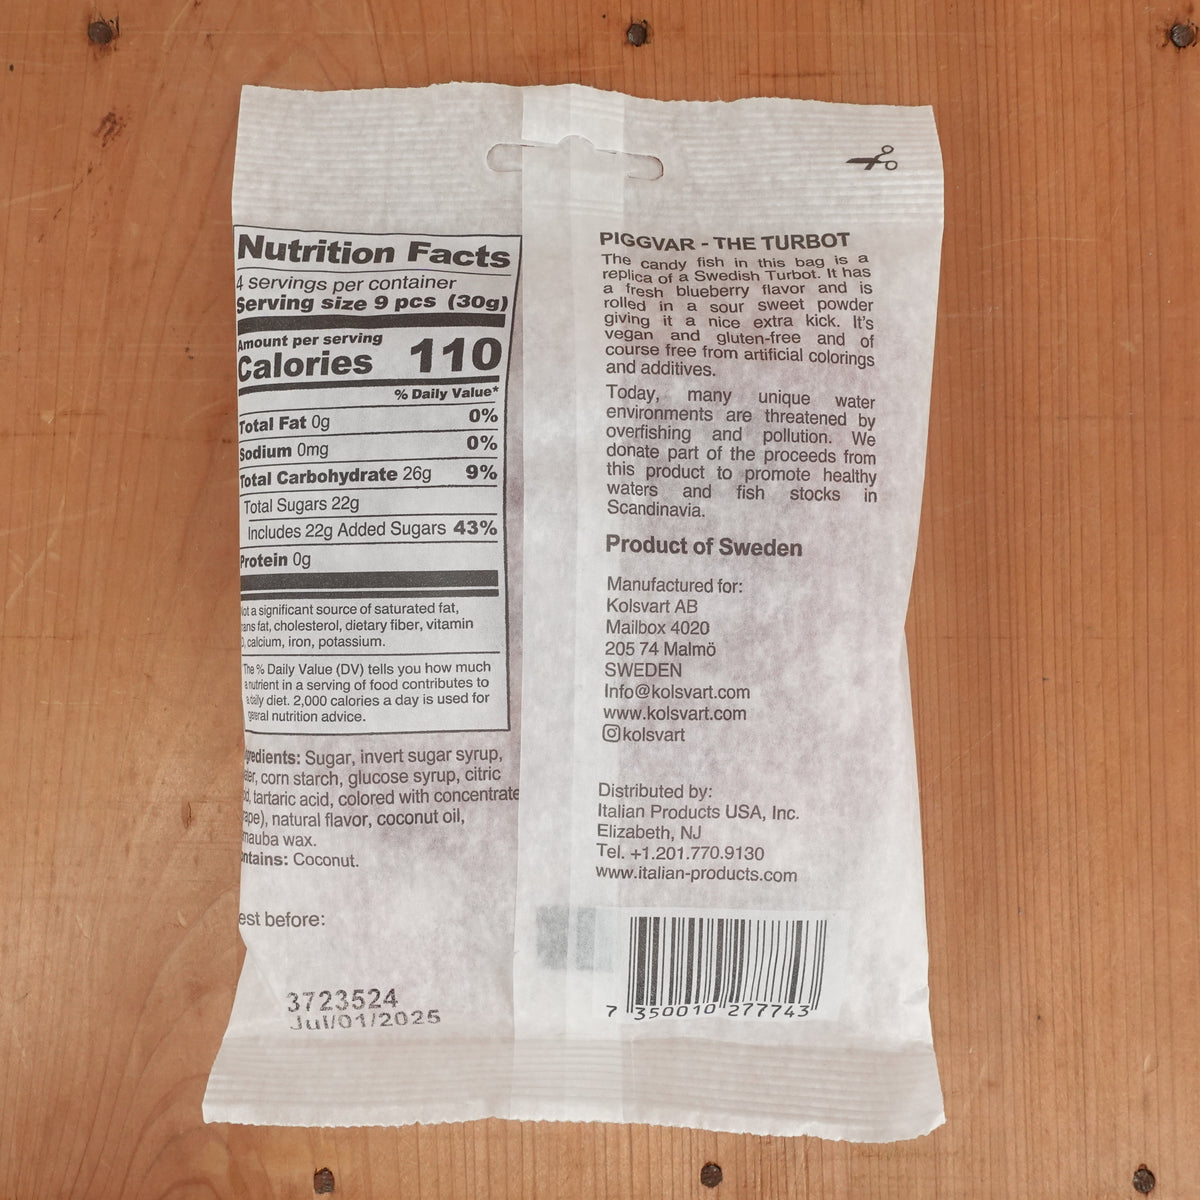 Nutrition Facts
4 servings per container
Serving size 9 pcs (30g)
Amount per serving
Calories 110
% Daily Value*
Total Fat 0g 0%
Sodium 0mg 0%
Total Carbohydrate 26g 9%
Total Sugars 22g
Includes 22g Added Sugars 43%
Protein 0g
a significant source of saturated fat,
fat, cholesterol, dietary fiber, vitamin
D, calcium, iron, potassium.
The % Daily Value (DV) tells you how much
a nutrient in a serving of food contributes to
a daily diet. 2,000 calories a day is used for
nutrition advice.
Sugar, invert sugar syrup,
corn starch, glucose syrup, citric
tartaric acid, colored with concentrate
natural flavor, coconut oil,
wax.
Coconut.
before:
3723524
Jul/01/2025
PIGGVAR - THE TURBOT
The candy fish in this bag is a
replica of a Swedish Turbot. It has
a fresh blueberry flavor and is
rolled in a sour sweet powder
giving it a nice extra kick. It's
vegan and gluten-free and of
course free from artificial colorings
and additives.
Today, many unique water
environments are threatened by
overfishing and pollution. We
donate part of the proceeds from
this product to promote healthy
waters and fish stocks in
Scandinavia.
Product of Sweden
Manufactured for:
Kolsvart AB
Mailbox 4020
205 74 Malmö
SWEDEN
Info@kolsvart.com
www.kolsvart.com
kolsvart
Distributed by:
Italian Products USA, Inc.
Elizabeth, NJ
Tel. +1.201.770.9130
www.italian-products.com
7 350010 277743